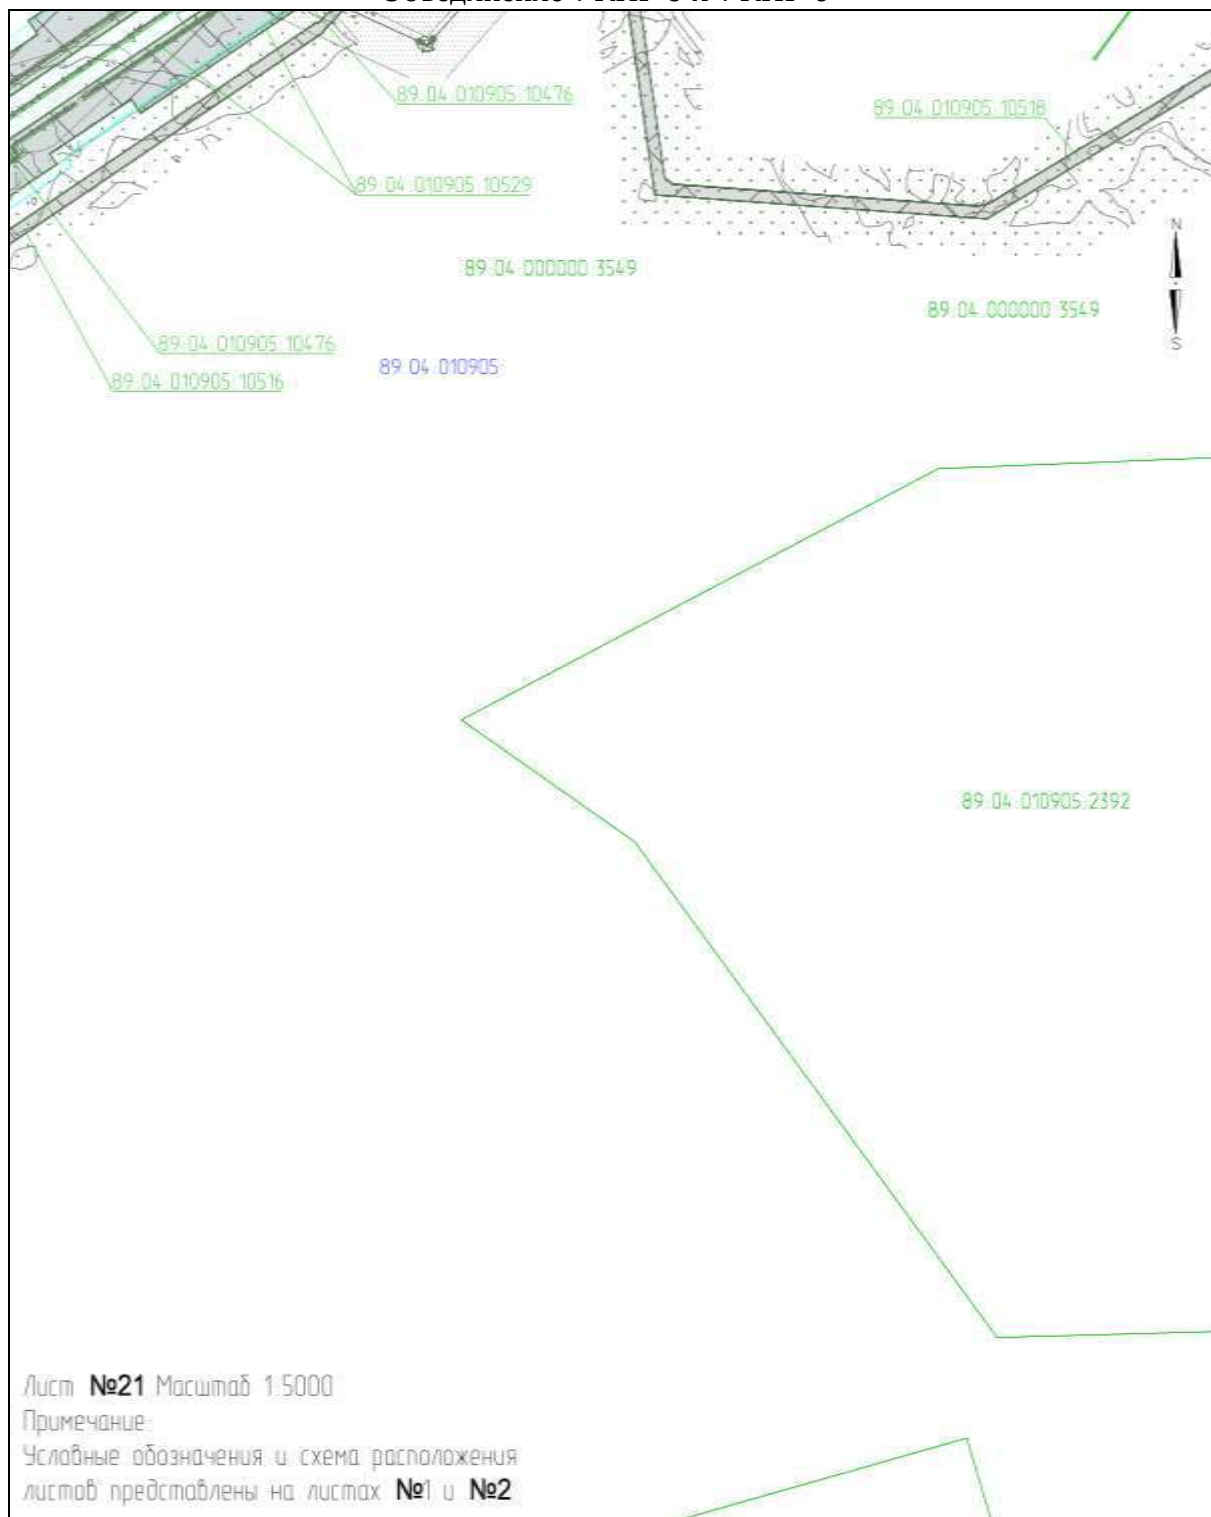 89:04:010905:10476
89:04:010905:10518
89:04:010905:10529
N
89:04:000000:3549
89:04:000000:3549
S
89:04:010905:10476
89:04:010905
89:04:010905:10516
89:04:010905:2392
Лист №21 Масштаб 1:5000
Примечание:
Условные обозначения и схема расположения
листов представлены на листах №1 и №2